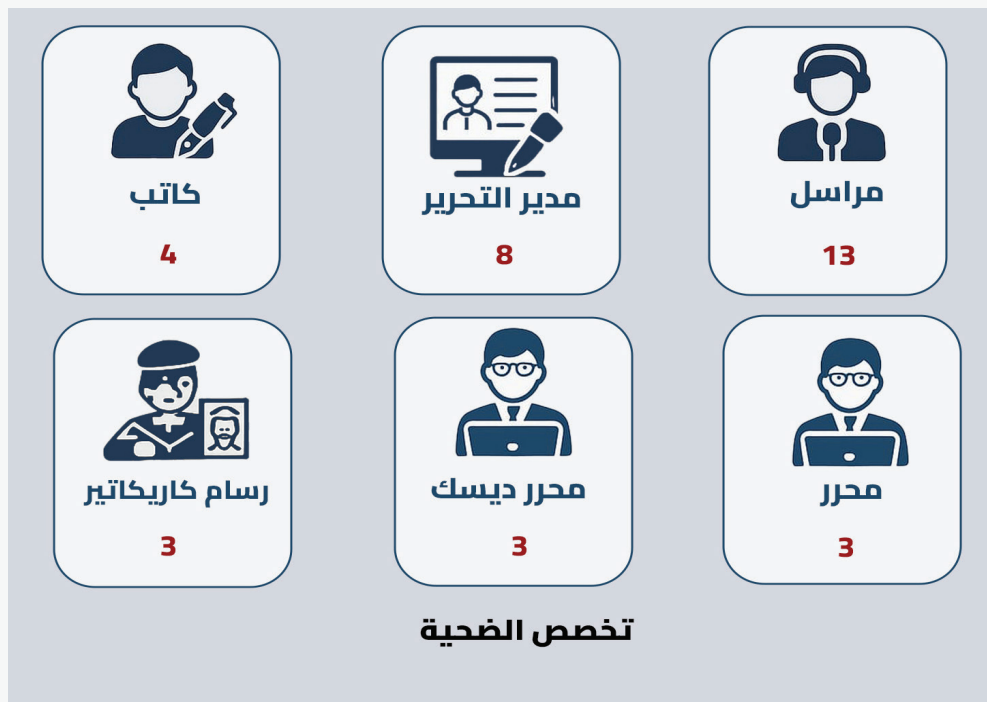 مراسل
13
مدير التحرير
8
كاتب
4
محرر
3
محرر ديسك
3
رسام كاريكاتير
3
تخصص الضحية